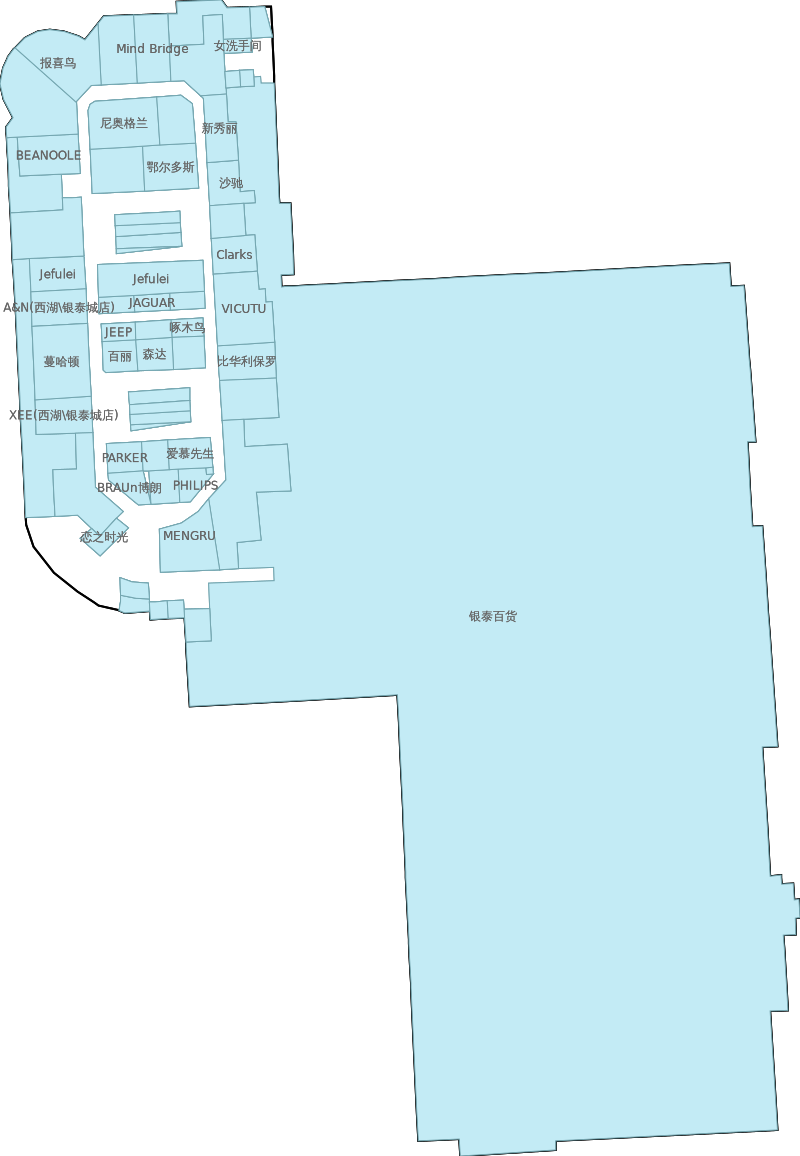 女洗手间
Mind Bridge
报喜鸟
尼奥格兰
新秀丽
BEANOOLE
鄂尔多斯
沙驰
Clarks
Jefulei
Jefulei
JAGUAR
A&N(西湖\银泰城店)
VICUTU
JEEP
啄木鸟
百丽
森达
蔓哈顿
比华利保罗
XEE(西湖\银泰城店)
PARKER
爱慕先生
BRAUn博朗
PHILIPS
恋之时光
MENGRU
银泰百货